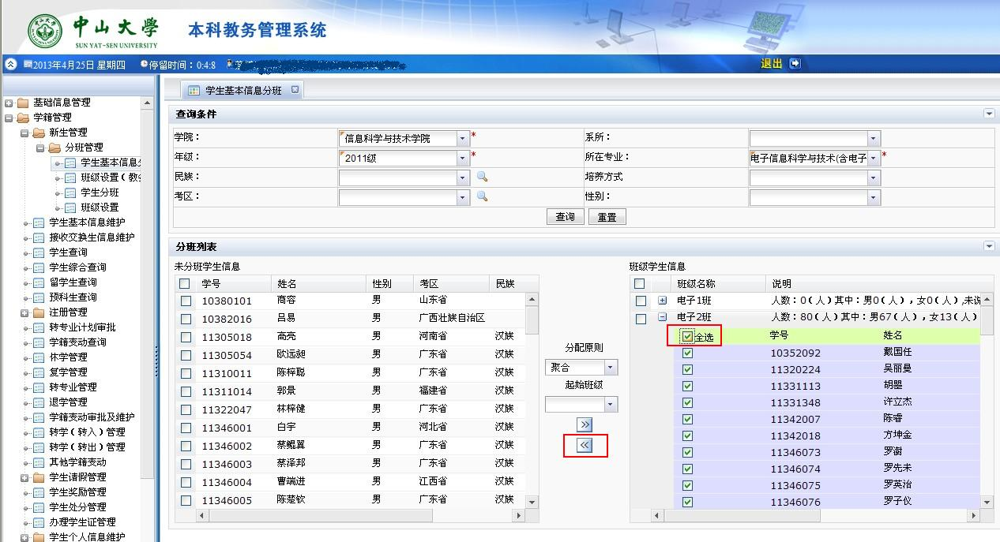 中山大學
SUN YAT-SEN UNIVERSITY
本科教务管理系统
2013年4月25日 星期四 停留时间：0:4:8
退出
基础信息管理
学籍管理
新生管理
分班管理
学生基本信息分
班级设置（教务
学生分班
班级设置
学生基本信息维护
接收交换生信息维护
学生查询
学生综合查询
留学生查询
预科生查询
注册管理
转专业计划审批
学籍变动查询
休学管理
复学管理
转专业管理
退学管理
学籍变动审批及维护
转学（转入）管理
转学（转出）管理
其他学籍变动
学生请假管理
学生奖励管理
学生处分管理
办理学生证管理
学生个人信息维护
学生基本信息分班
查询条件
学院： 信息科学与技术学院 * 系所：
年级： 2011级 * 所在专业： 电子信息科学与技术(含电子 *
民族： 培养方式
考区： 性别：
查询 重置
分班列表
未分班学生信息
学号 姓名 性别 考区 民族
10380101 商容 男 山东省
10382016 吕易 男 广西壮族自治区
11305018 高亮 男 河南省 汉族
11305054 欧远昶 男 广东省 汉族
11310011 陈梓聪 男 广东省 汉族
11311014 郭景 男 福建省 汉族
11322047 林梓健 男 广东省 汉族
11346001 白宇 男 河北省 汉族
11346002 蔡鲲翼 男 广东省 汉族
11346003 蔡泽邦 男 广东省 汉族
11346004 曹端进 男 江西省 汉族
11346005 陈楚钦 男 广东省 汉族
分配原则
聚合
起始班级
班级学生信息
班级名称 说明
电子1班 人数：0(人)其中：男0(人)，女0(人),未说
电子2班 人数：80(人)其中：男67(人)，女13(人)
全选 学号 姓名
10352092 戴国任
11320224 吴丽曼
11331113 胡曌
11331348 许立杰
11342007 陈睿
11342018 方坤金
11346073 罗澍
11346074 罗先未
11346075 罗英治
11346076 罗子仪